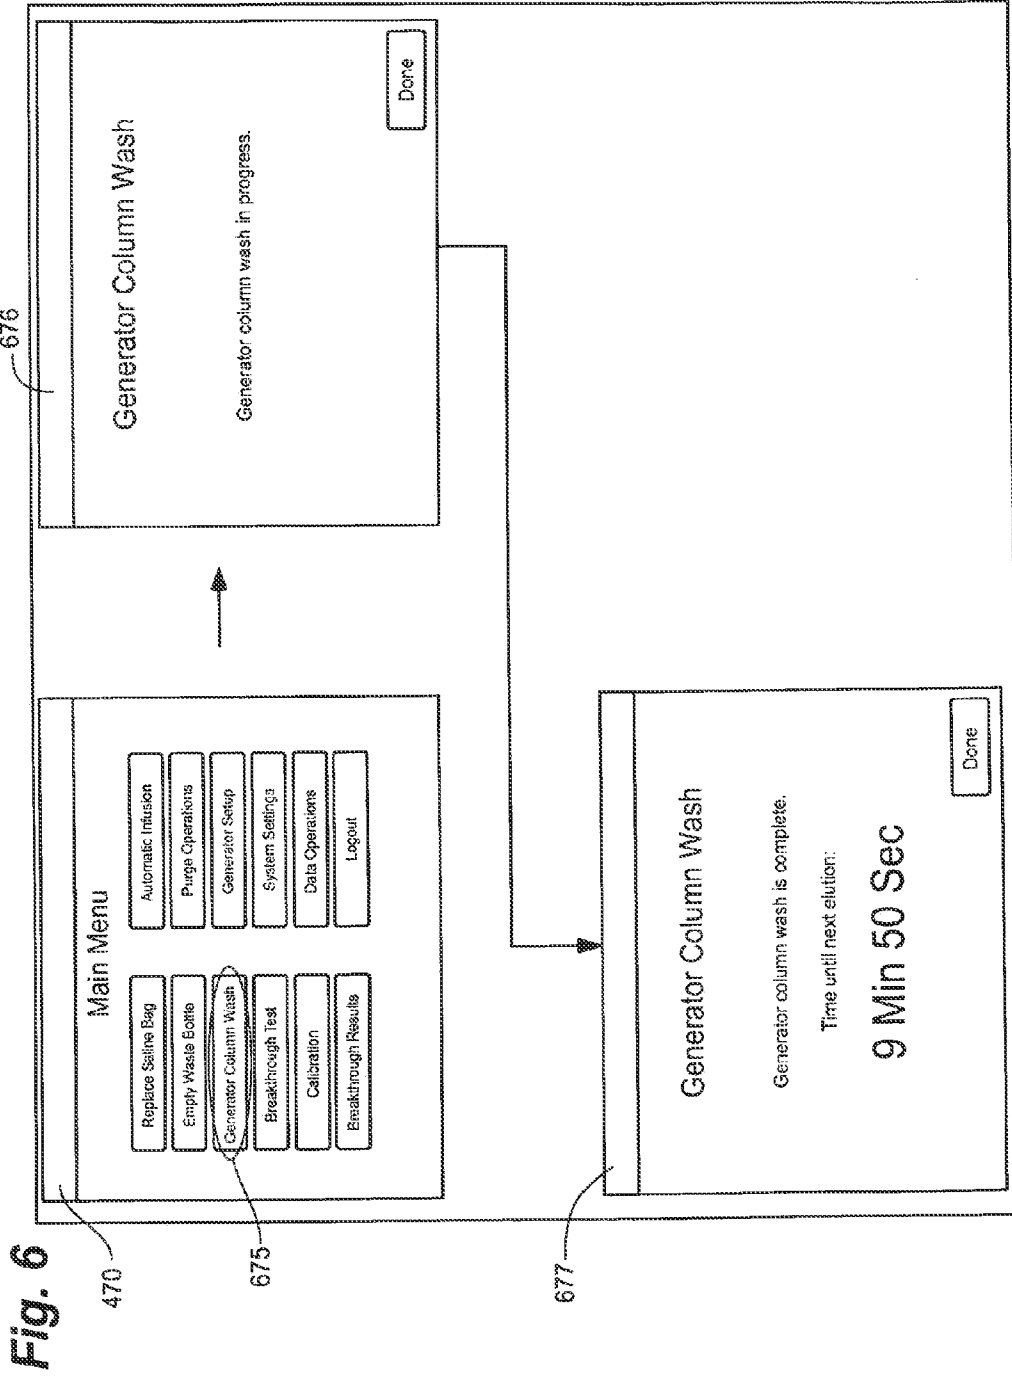 Fig. 6
470
Main Menu
Replace Saline Bag
Automatic Infusion
Empty Waste Bottle
Purge Operations
Generator Column Wash
Generator Setup
Breakthrough Test
System Settings
Calibration
Data Operations
Breakthrough Results
Logout
675
676
Generator Column Wash
Generator column wash in progress.
Done
677
Generator Column Wash
Generator column wash is complete.
Time until next elution:
9 Min 50 Sec
Done